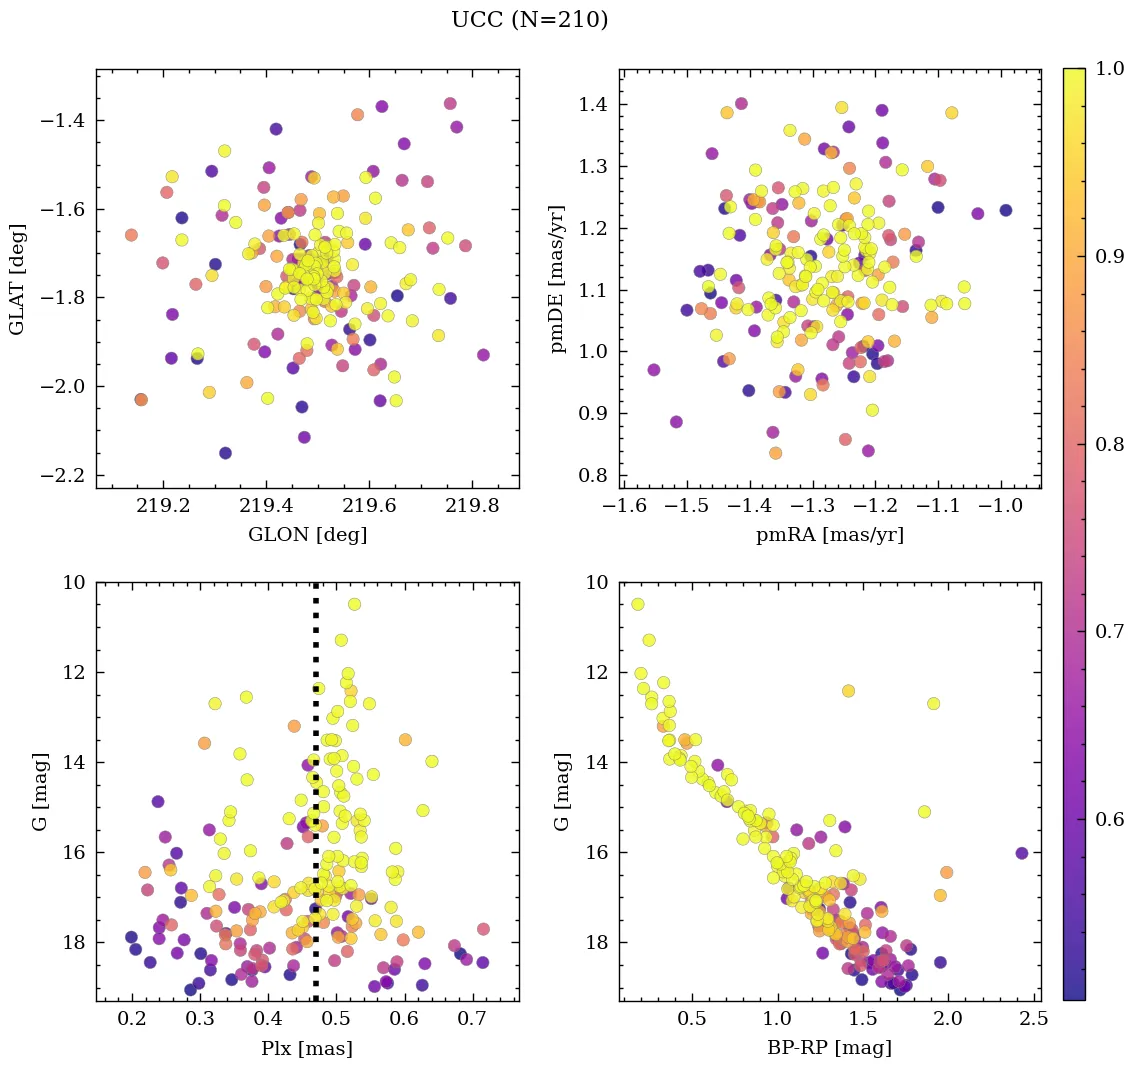 UCC (N=210)
−1.4
−1.6
−1.8
−2.0
−2.2
GLAT [deg]
219.2 219.4 219.6 219.8
GLON [deg]
1.4
1.3
1.2
1.1
1.0
0.9
0.8
pmDE [mas/yr]
−1.6 −1.5 −1.4 −1.3 −1.2 −1.1 −1.0
pmRA [mas/yr]
10
12
14
16
18
G [mag]
0.2 0.3 0.4 0.5 0.6 0.7
Plx [mas]
10
12
14
16
18
G [mag]
0.5 1.0 1.5 2.0 2.5
BP-RP [mag]
1.0
0.9
0.8
0.7
0.6